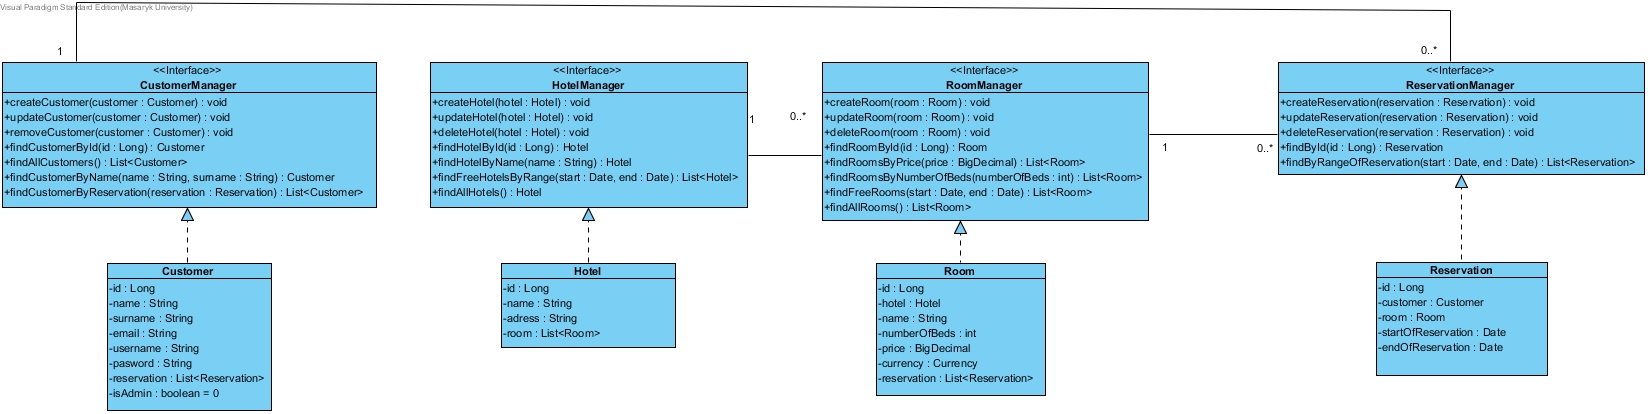 Visual Paradigm Standard Edition(Masaryk University)
1
0..*
<<Interface>>
CustomerManager
+createCustomer(customer : Customer) : void
+updateCustomer(customer : Customer) : void
+removeCustomer(customer : Customer) : void
+findCustomerById(id : Long) : Customer
+findAllCustomers() : List<Customer>
+findCustomerByName(name : String, surname : String) : Customer
+findCustomerByReservation(reservation : Reservation) : List<Customer>
<<Interface>>
HotelManager
+createHotel(hotel : Hotel) : void
+updateHotel(hotel : Hotel) : void
+deleteHotel(hotel : Hotel) : void
+findHotelById(id : Long) : Hotel
+findHotelByName(name : String) : Hotel
+findFreeHotelsByRange(start : Date, end : Date) : List<Hotel>
+findAllHotels() : Hotel
1
0..*
<<Interface>>
RoomManager
+createRoom(room : Room) : void
+updateRoom(room : Room) : void
+deleteRoom(room : Room) : void
+findRoomById(id : Long) : Room
+findRoomsByPrice(price : BigDecimal) : List<Room>
+findRoomsByNumberOfBeds(numberOfBeds : int) : List<Room>
+findFreeRooms(start : Date, end : Date) : List<Room>
+findAllRooms() : List<Room>
1
0..*
<<Interface>>
ReservationManager
+createReservation(reservation : Reservation) : void
+updateReservation(reservation : Reservation) : void
+deleteReservation(reservation : Reservation) : void
+findById(id : Long) : Reservation
+findByRangeOfReservation(start : Date, end : Date) : List<Reservation>
Customer
-id : Long
-name : String
-surname : String
-email : String
-username : String
-pasword : String
-reservation : List<Reservation>
-isAdmin : boolean = 0
Hotel
-id : Long
-name : String
-adress : String
-room : List<Room>
Room
-id : Long
-hotel : Hotel
-name : String
-numberOfBeds : int
-price : BigDecimal
-currency : Currency
-reservation : List<Reservation>
Reservation
-id : Long
-customer : Customer
-room : Room
-startOfReservation : Date
-endOfReservation : Date